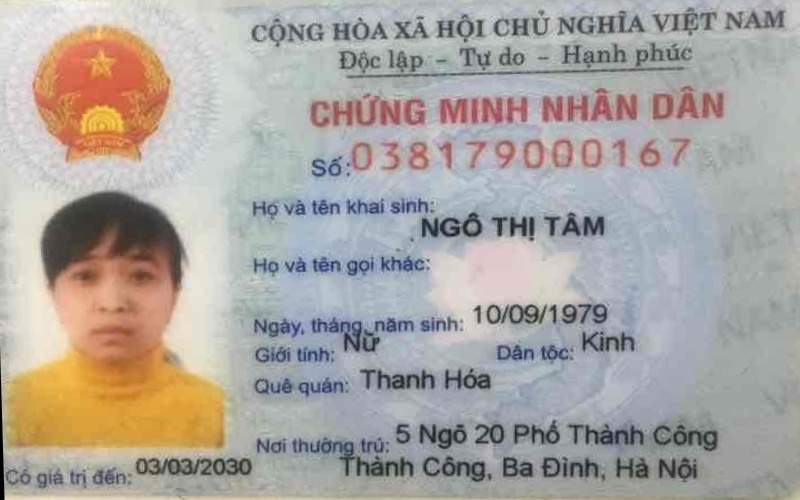 CỘNG HÒA XÃ HỘI CHỦ NGHĨA VIỆT NAM
Độc lập - Tự do - Hạnh phúc
CHỨNG MINH NHÂN DÂN
Số: 038179000167
Họ và tên khai sinh:
NGÔ THỊ TÂM
Họ và tên gọi khác:
Ngày, tháng, năm sinh: 10/09/1979
Giới tính: Nữ Dân tộc: Kinh
Quê quán: Thanh Hóa
Nơi thường trú: 5 Ngõ 20 Phố Thành Công
Thành Công, Ba Đình, Hà Nội
Có giá trị đến: 03/03/2030